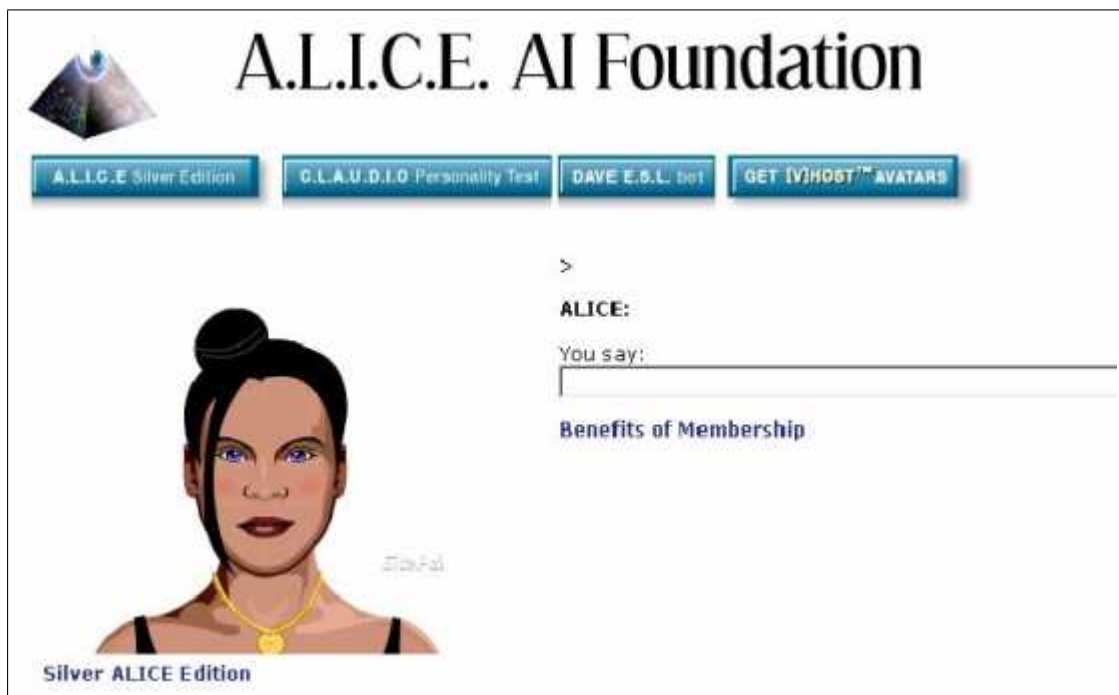 A.L.I.C.E. AI Foundation
A.L.I.C.E Silver Edition
C.L.A.U.D.I.O Personality Test
DAVE E.S.L. bot
GET [V]HOST™ AVATARS
>
ALICE:
You say:
Benefits of Membership
Silver ALICE Edition